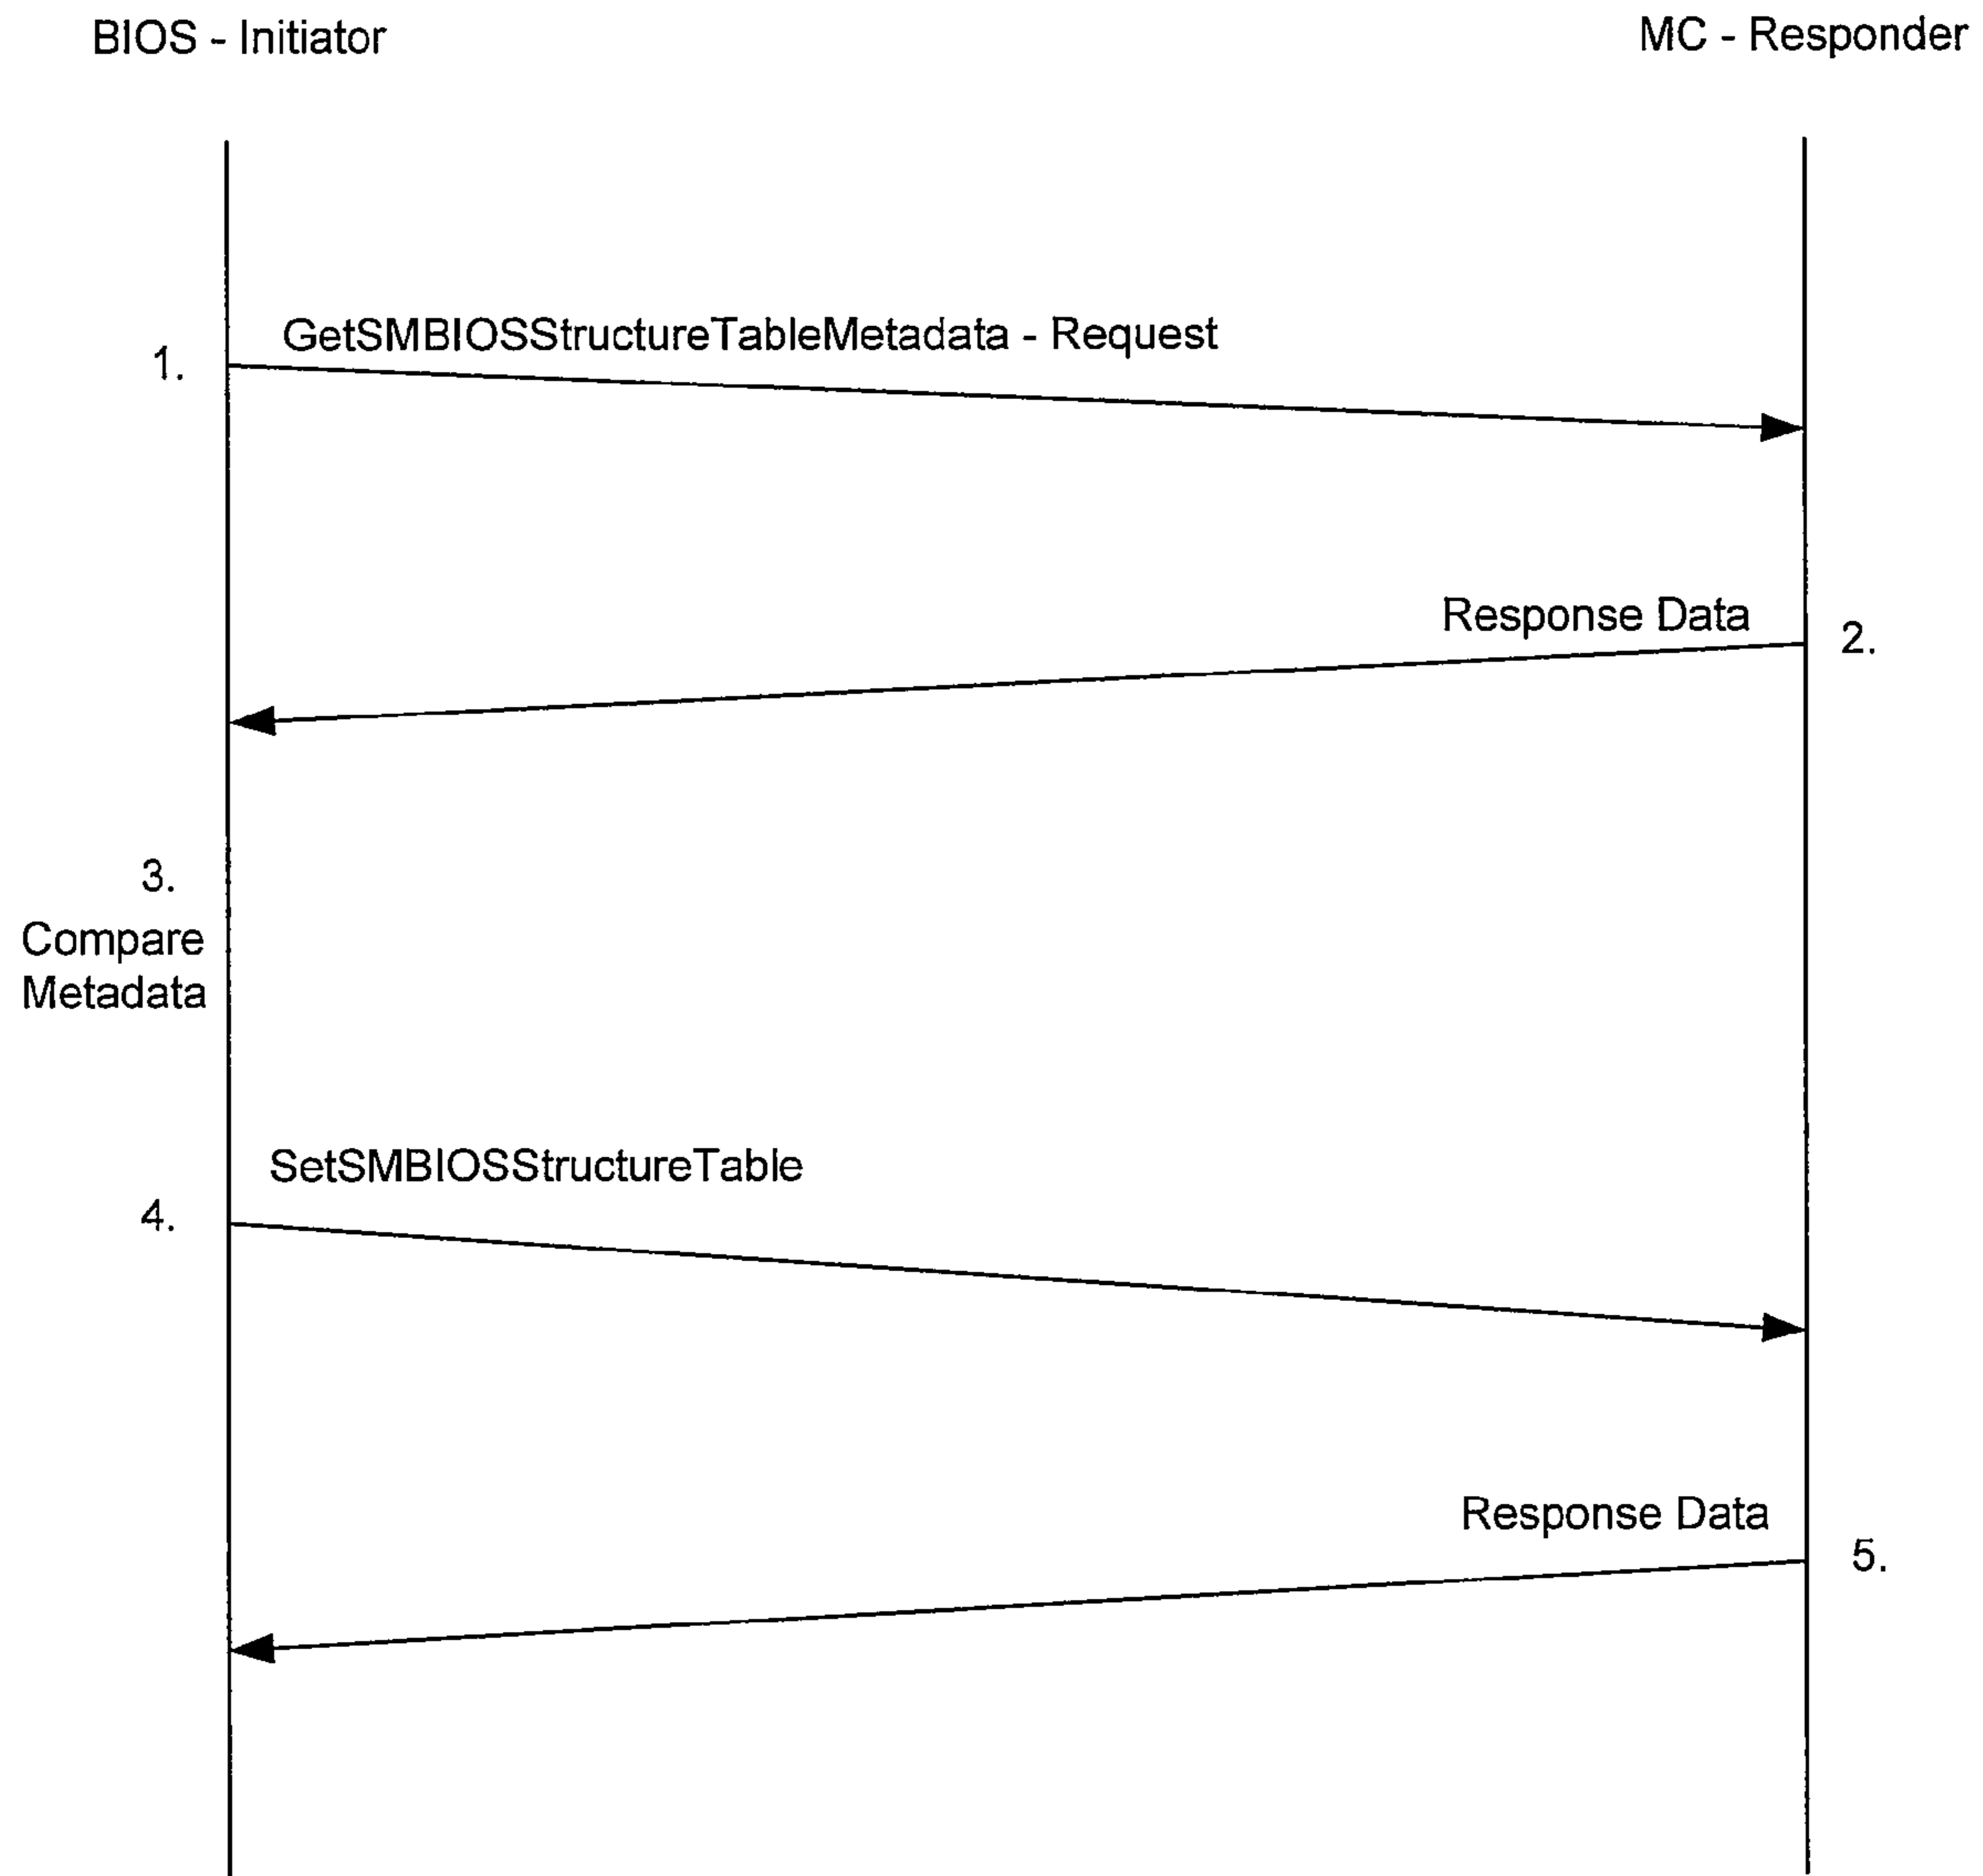 BIOS - Initiator
MC - Responder
GetSMBIOSStructureTableMetadata - Request
1.
Response Data
2.
3.
Compare
Metadata
SetSMBIOSStructureTable
4.
Response Data
5.